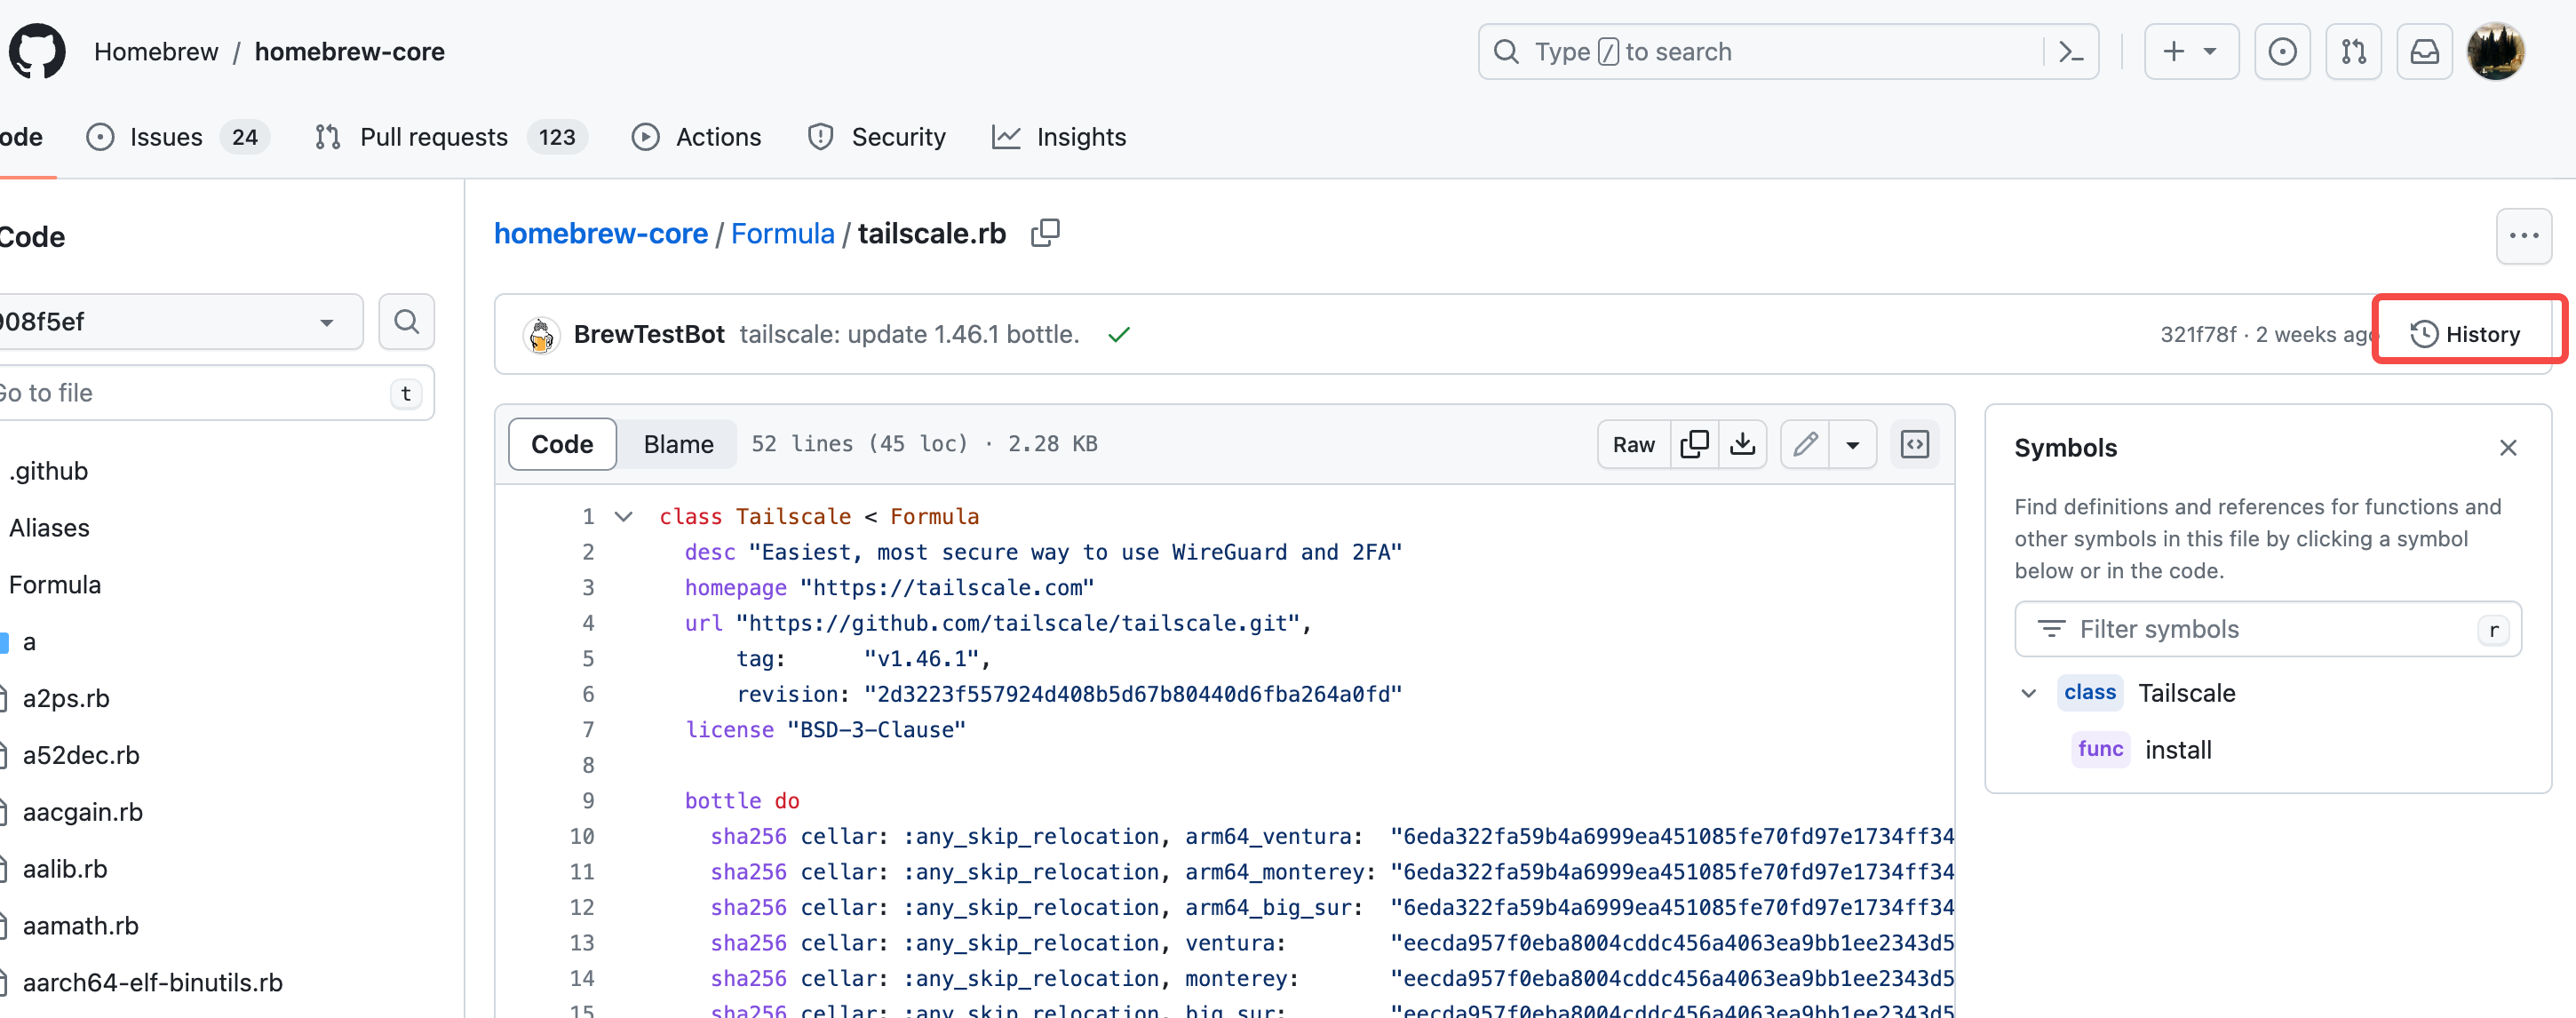 Homebrew / homebrew-core
Type / to search
ode
Issues 24
Pull requests 123
Actions
Security
Insights
Code
908f5ef
Go to file t
.github
Aliases
Formula
a
a2ps.rb
a52dec.rb
aacgain.rb
aalib.rb
aamath.rb
aarch64-elf-binutils.rb
homebrew-core / Formula / tailscale.rb
BrewTestBot tailscale: update 1.46.1 bottle.
321f78f · 2 weeks ago
History
Code Blame 52 lines (45 loc) · 2.28 KB
Raw
1 class Tailscale < Formula
2 desc "Easiest, most secure way to use WireGuard and 2FA"
3 homepage "https://tailscale.com"
4 url "https://github.com/tailscale/tailscale.git",
5 tag: "v1.46.1",
6 revision: "2d3223f557924d408b5d67b80440d6fba264a0fd"
7 license "BSD-3-Clause"
8
9 bottle do
10 sha256 cellar: :any_skip_relocation, arm64_ventura: "6eda322fa59b4a6999ea451085fe70fd97e1734ff34
11 sha256 cellar: :any_skip_relocation, arm64_monterey: "6eda322fa59b4a6999ea451085fe70fd97e1734ff34
12 sha256 cellar: :any_skip_relocation, arm64_big_sur: "6eda322fa59b4a6999ea451085fe70fd97e1734ff34
13 sha256 cellar: :any_skip_relocation, ventura: "eecda957f0eba8004cddc456a4063ea9bb1ee2343d5
14 sha256 cellar: :any_skip_relocation, monterey: "eecda957f0eba8004cddc456a4063ea9bb1ee2343d5
15 sha256 cellar: :any_skip_relocation, big_sur: "eecda957f0eba8004cddc456a4063ea9bb1ee2343d5
Symbols
Find definitions and references for functions and
other symbols in this file by clicking a symbol
below or in the code.
Filter symbols r
class Tailscale
func install